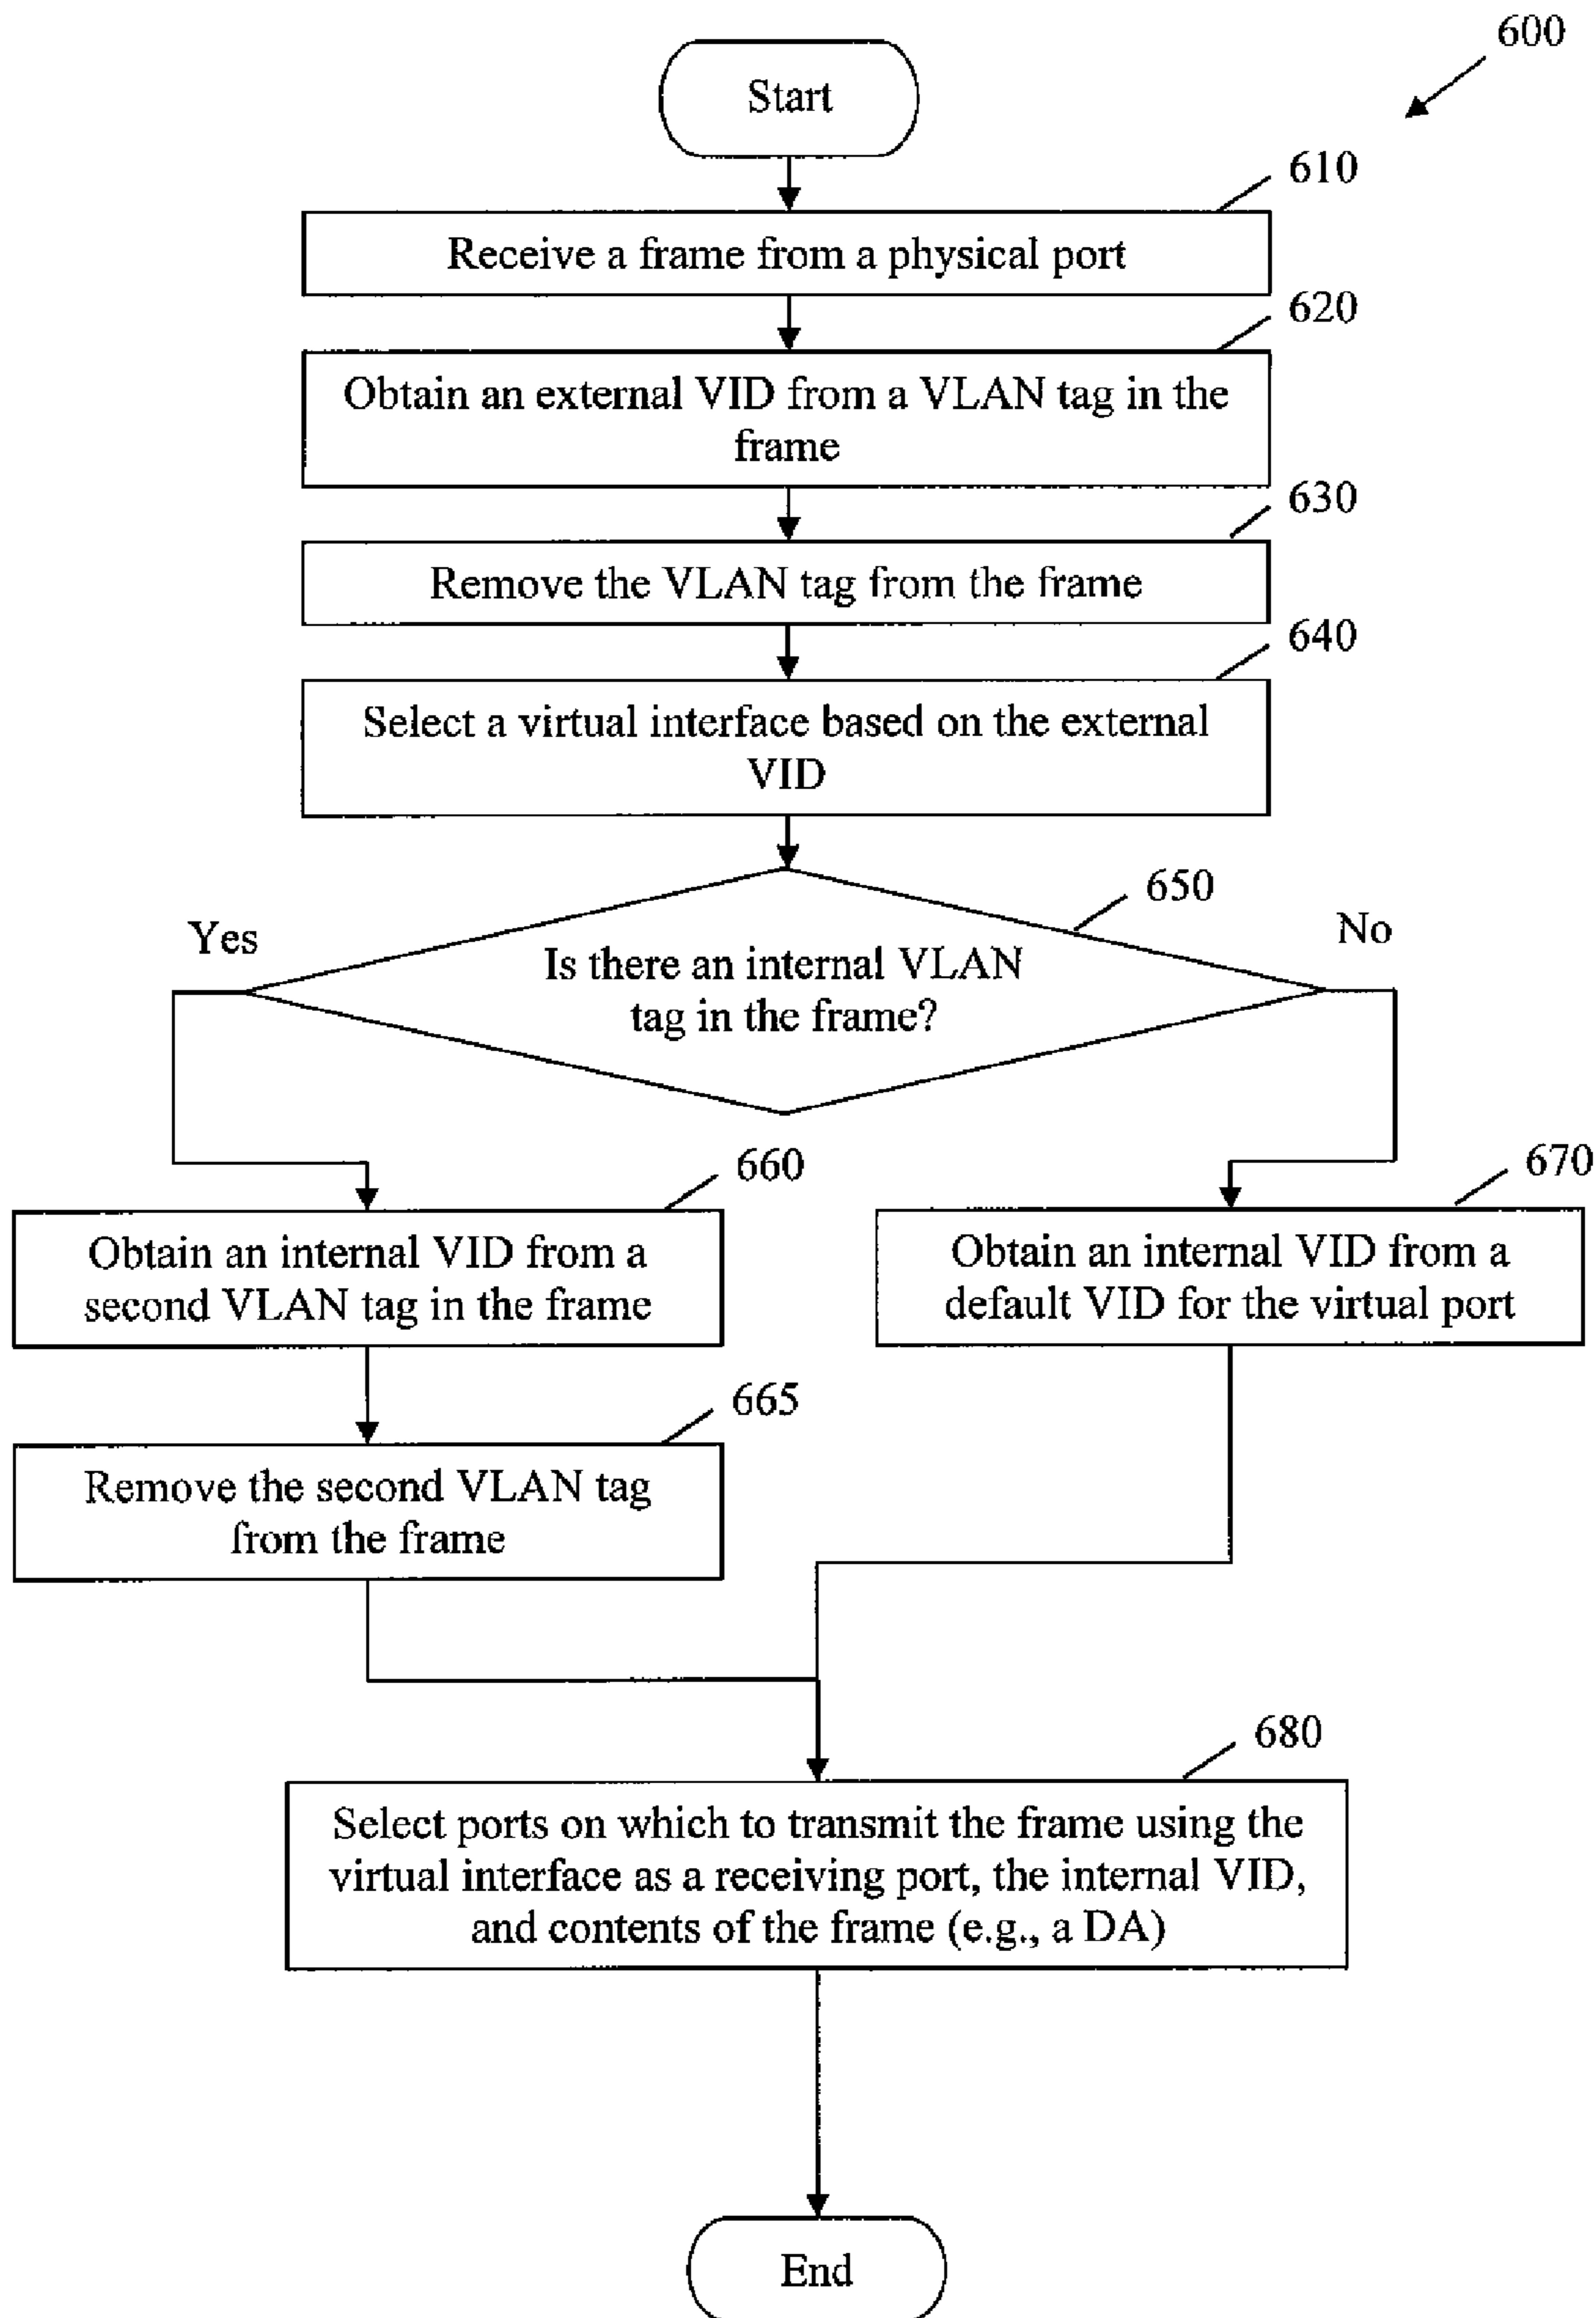 600
Start
610
Receive a frame from a physical port
620
Obtain an external VID from a VLAN tag in the
frame
630
Remove the VLAN tag from the frame
640
Select a virtual interface based on the external
VID
650
Yes
No
Is there an internal VLAN
tag in the frame?
660
670
Obtain an internal VID from a
second VLAN tag in the frame
Obtain an internal VID from a
default VID for the virtual port
665
Remove the second VLAN tag
from the frame
680
Select ports on which to transmit the frame using the
virtual interface as a receiving port, the internal VID,
and contents of the frame (e.g., a DA)
End